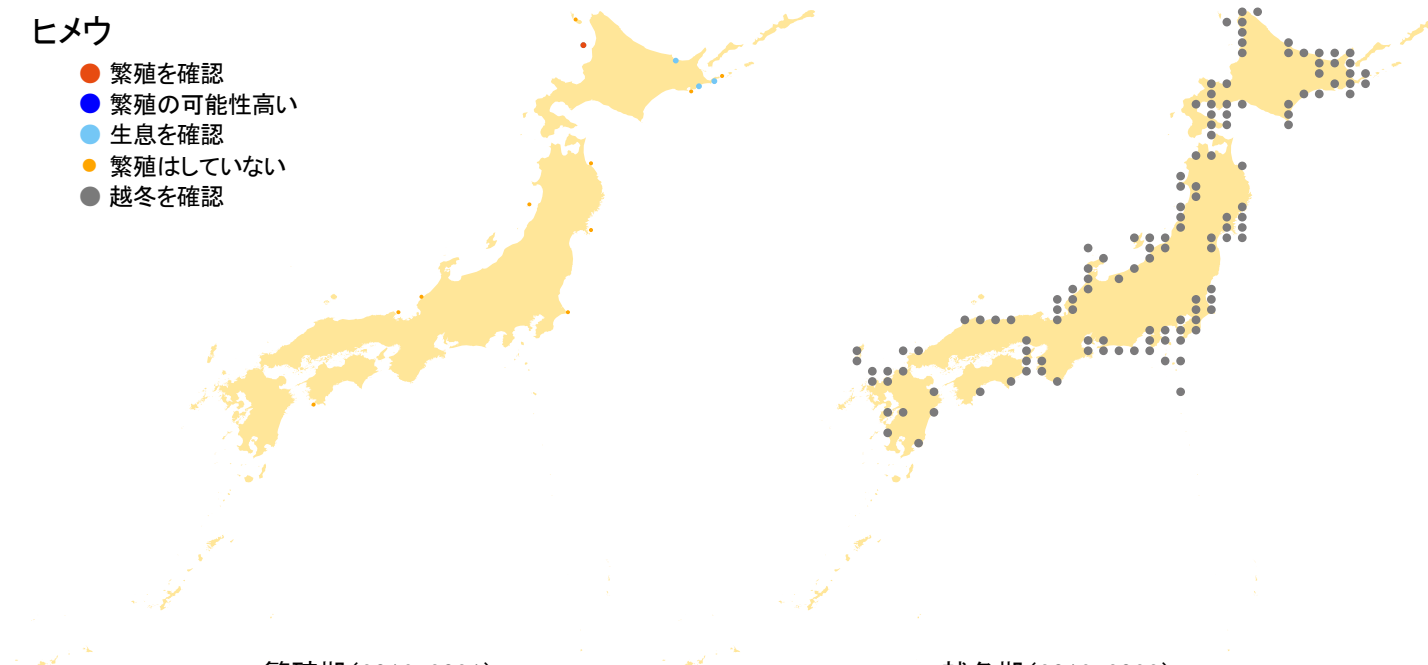 ヒメウ
繁殖を確認
繁殖の可能性高い
生息を確認
繁殖はしていない
越冬を確認